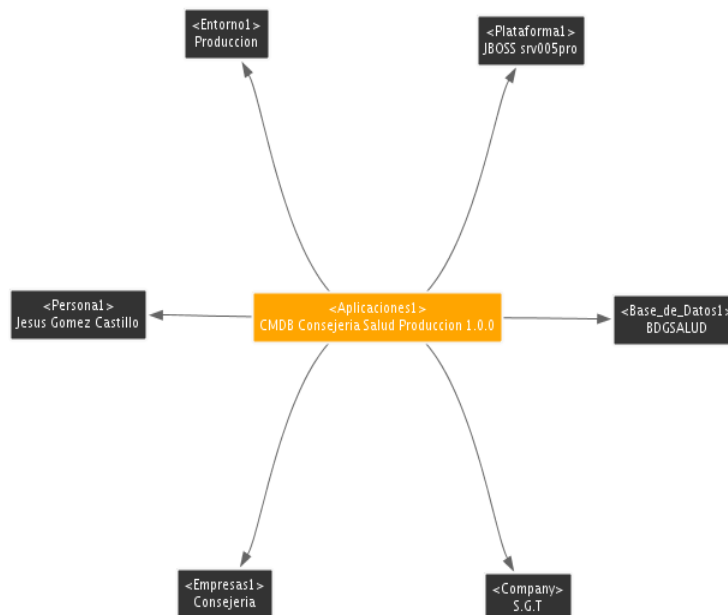 <Entorno1>
Produccion
<Plataforma1>
JBOSS srv005pro
<Persona1>
Jesus Gomez Castillo
<Aplicaciones1>
CMDB Consejeria Salud Produccion 1.0.0
<Base_de_Datos1>
BDGSALUD
<Empresas1>
Consejeria
<Company>
S.G.T